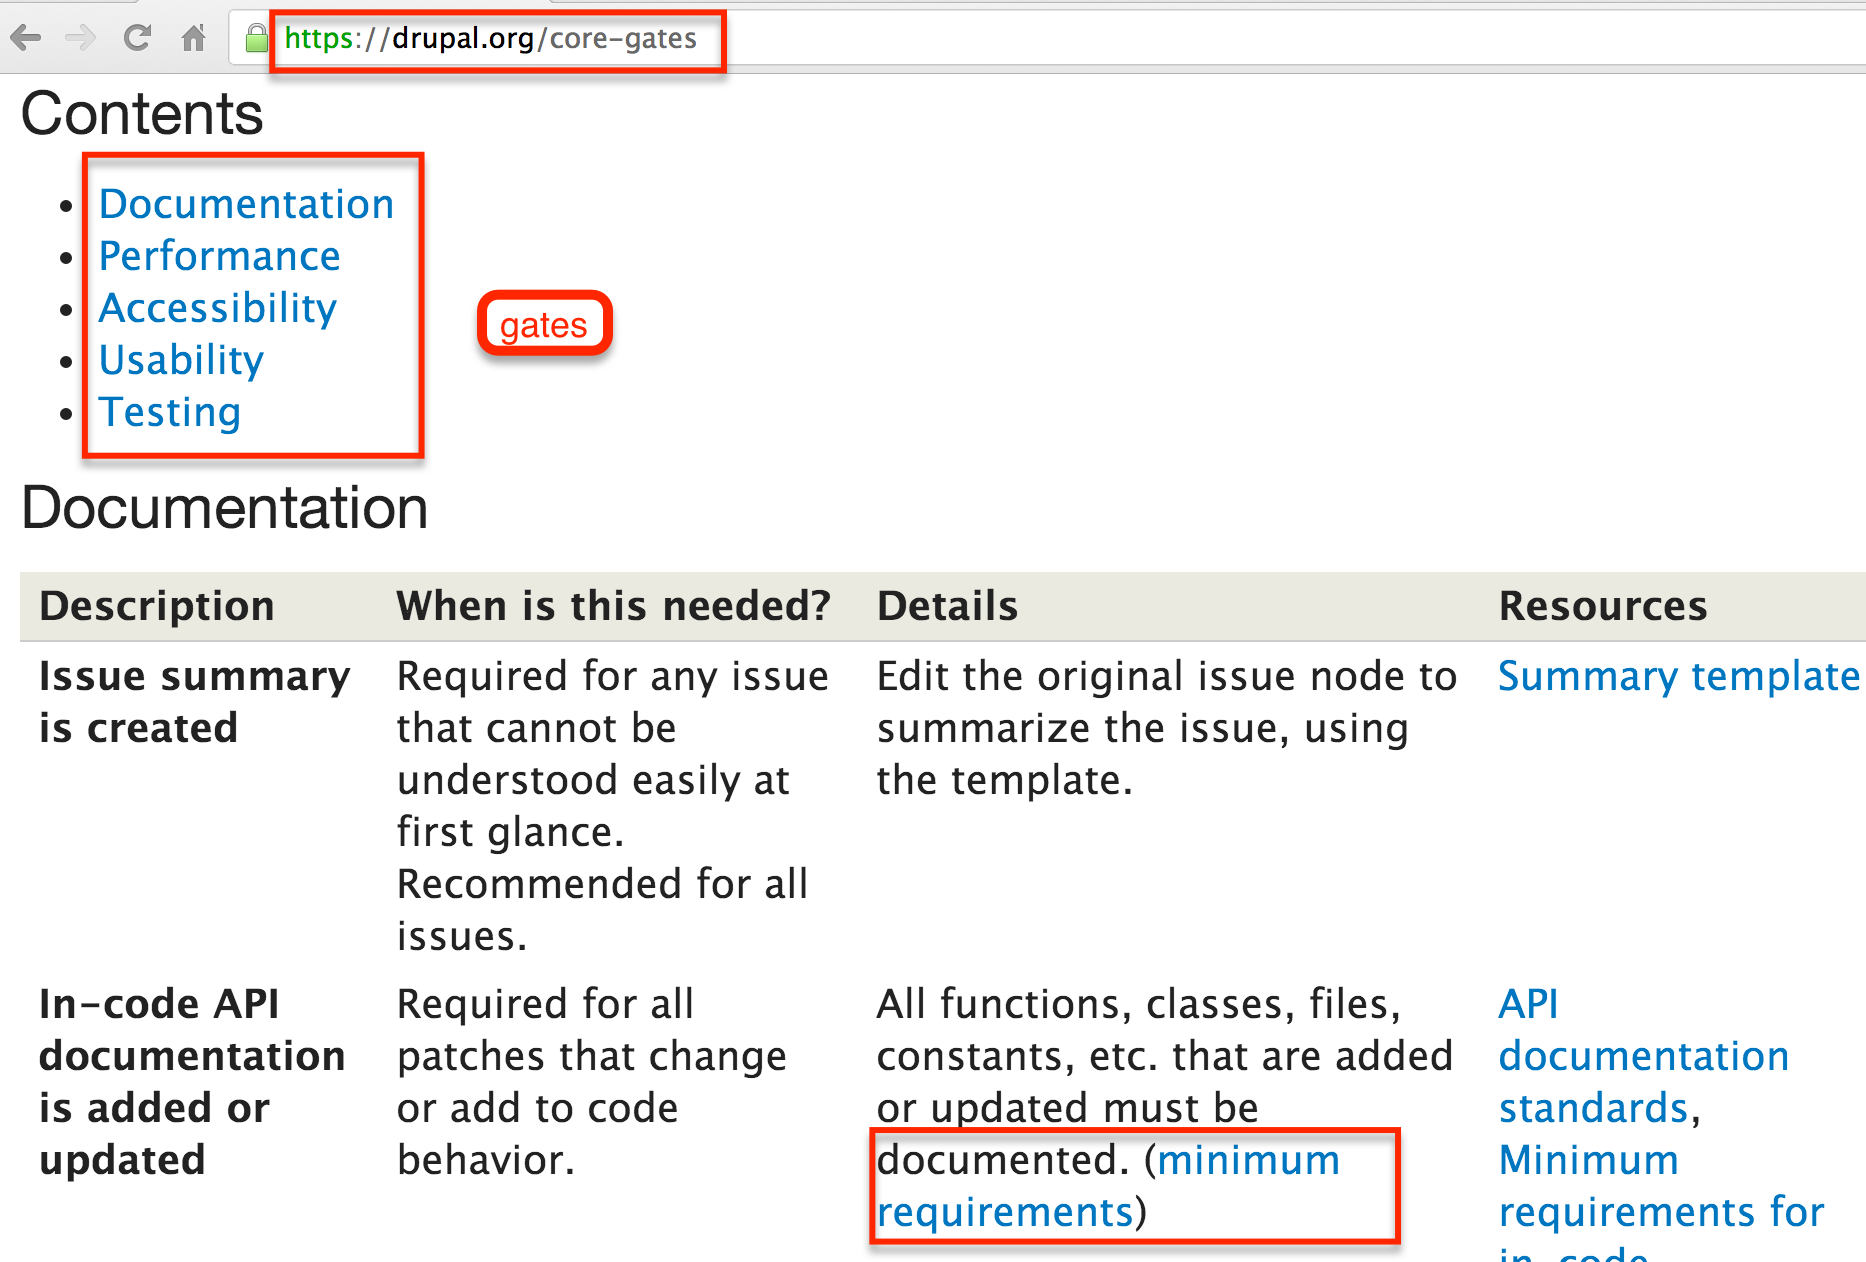 https://drupal.org/core-gates
Contents
Documentation
Performance
Accessibility
Usability
Testing
gates
Documentation
Description When is this needed? Details Resources
Issue summary
is created
Required for any issue
that cannot be
understood easily at
first glance.
Recommended for all
issues.
Edit the original issue node to
summarize the issue, using
the template.
Summary template
In-code API
documentation
is added or
updated
Required for all
patches that change
or add to code
behavior.
All functions, classes, files,
constants, etc. that are added
or updated must be
documented. (minimum
requirements)
API
documentation
standards,
Minimum
requirements for
in-code